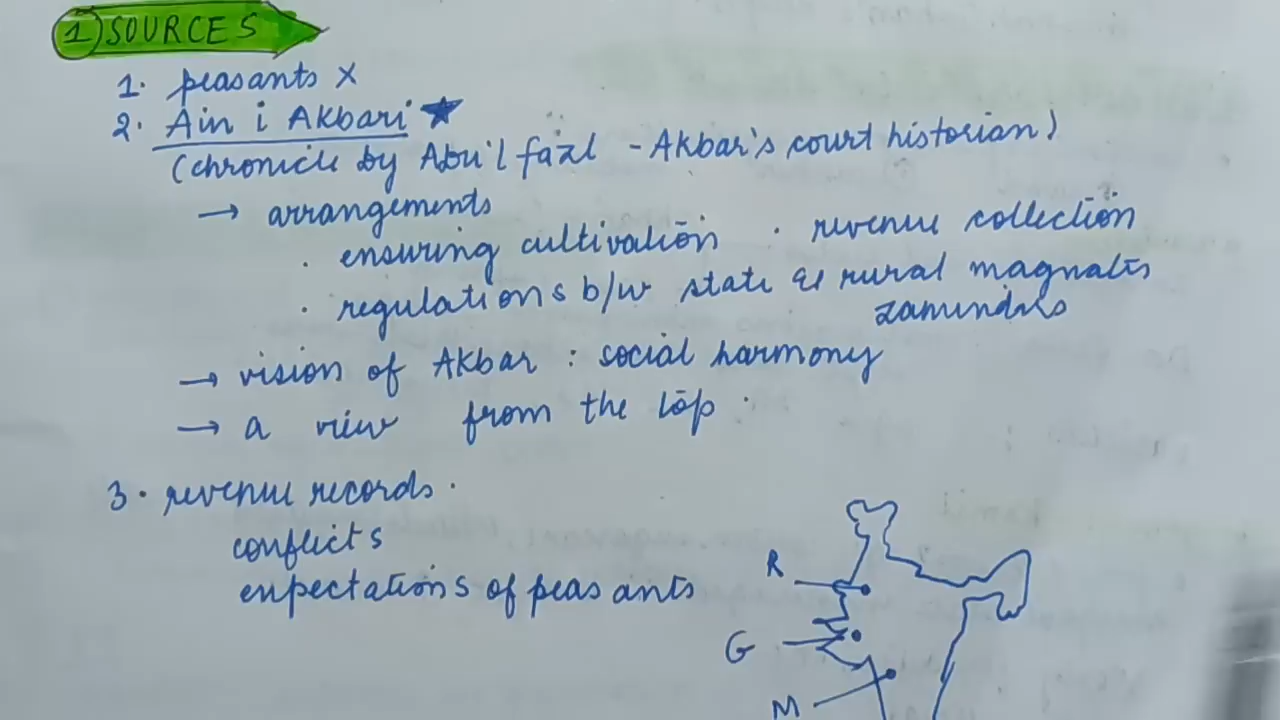 1 SOURCES
1. peasants X
2. Ain i Akbari ★
(chronicle by Abu'l fazl - Akbar's court historian)
→ arrangements
· ensuring cultivation · revenue collection
· regulations b/w state & rural magnates
zamindars
→ vision of Akbar : social harmony
→ a view from the top.
3. revenue records.
conflicts
expectations of peasants
R
G
M